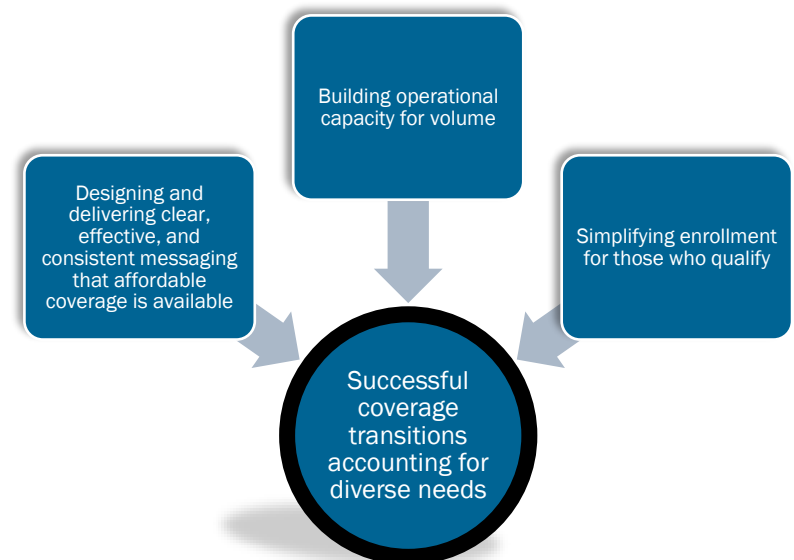 Building operational
capacity for volume
Designing and
delivering clear,
effective, and
consistent messaging
that affordable
coverage is available
Simplifying enrollment
for those who qualify
Successful
coverage
transitions
accounting for
diverse needs